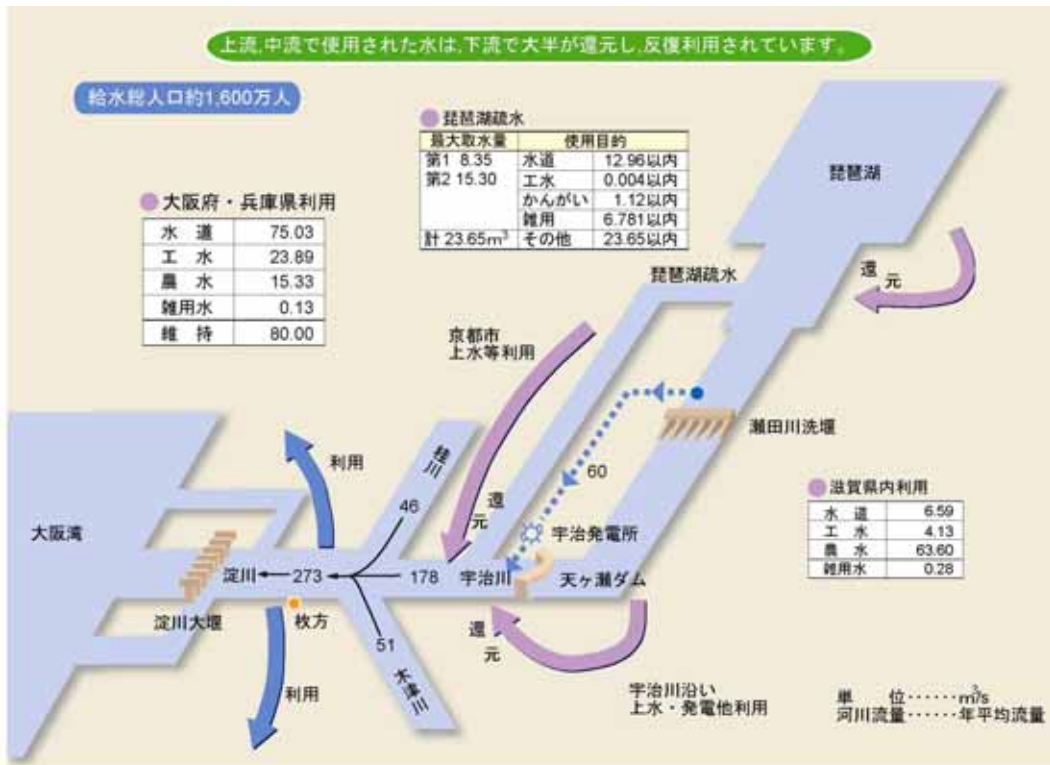 上流,中流で使用された水は,下流で大半が還元し,反復利用されています。
給水総人口約1,600万人
琵琶湖疏水
最大取水量 使用目的
第1 8.35 水道 12.96以内
第2 15.30 工水 0.004以内
かんがい 1.12以内
雑用 6.781以内
計 23.65m³ その他 23.65以内
大阪府・兵庫県利用
水 道 75.03
工 水 23.89
農 水 15.33
雑用水 0.13
維 持 80.00
琵琶湖
還元
琵琶湖疏水
京都市
上水等利用
瀬田川洗堰
60
利用
桂川
46
還元
宇治発電所
滋賀県内利用
水 道 6.59
工 水 4.13
農 水 63.60
雑用水 0.28
大阪湾
淀川
273
178
宇治川
天ヶ瀬ダム
淀川大堰
枚方
51
木津川
還元
利用
宇治川沿い
上水・発電他利用
単 位‥‥‥m³/s
河川流量‥‥‥年平均流量